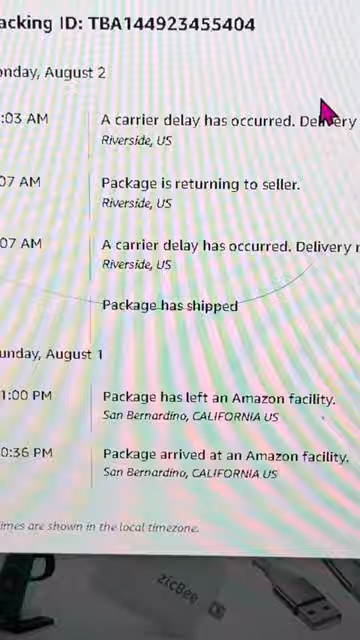 acking ID: TBA144923455404
onday, August 2
:03 AM
A carrier delay has occurred. Delivery
Riverside, US
07 AM
Package is returning to seller.
Riverside, US
07 AM
A carrier delay has occurred. Delivery r
Riverside, US
Package has shipped
unday, August 1
1:00 PM
Package has left an Amazon facility.
San Bernardino, CALIFORNIA US
0:36 PM
Package arrived at an Amazon facility.
San Bernardino, CALIFORNIA US
imes are shown in the local timezone.
zicBee